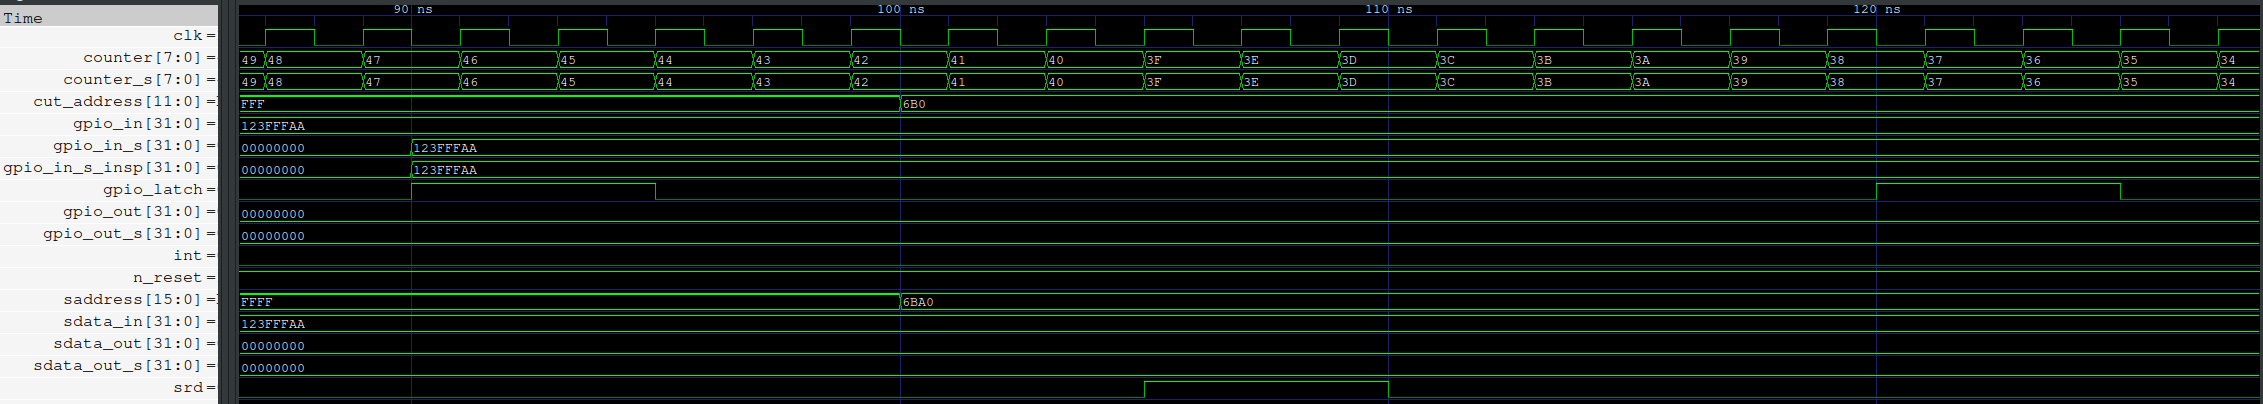 Time 90 ns 100 ns 110 ns 120 ns
clk =
counter[7:0] = 49 48 47 46 45 44 43 42 41 40 3F 3E 3D 3C 3B 3A 39 38 37 36 35 34
counter_s[7:0] = 49 48 47 46 45 44 43 42 41 40 3F 3E 3D 3C 3B 3A 39 38 37 36 35 34
cut_address[11:0] = FFF 6B0
gpio_in[31:0] = 123FFFAA
gpio_in_s[31:0] = 00000000 123FFFAA
gpio_in_s_insp[31:0] = 00000000 123FFFAA
gpio_latch =
gpio_out[31:0] = 00000000
gpio_out_s[31:0] = 00000000
int =
n_reset =
saddress[15:0] = FFFF 6BA0
sdata_in[31:0] = 123FFFAA
sdata_out[31:0] = 00000000
sdata_out_s[31:0] = 00000000
srd =